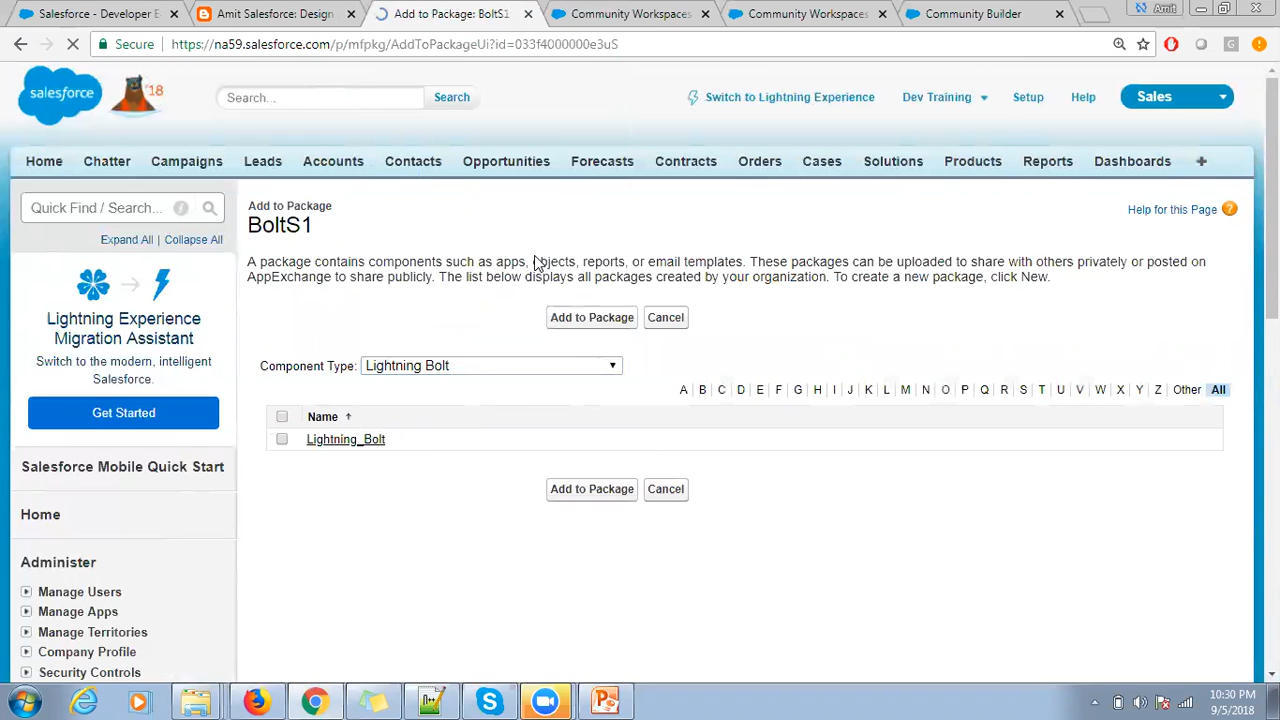 Salesforce - Developer E
Amit Salesforce: Design
Add to Package: BoltS1
Community Workspaces
Community Workspaces
Community Builder
Amit
Secure
https://na59.salesforce.com/p/mfpkg/AddToPackageUi?id=033f4000000e3uS
salesforce
'18
Search...
Search
Switch to Lightning Experience
Dev Training
Setup
Help
Sales
Home
Chatter
Campaigns
Leads
Accounts
Contacts
Opportunities
Forecasts
Contracts
Orders
Cases
Solutions
Products
Reports
Dashboards
+
Quick Find / Search...
Expand All | Collapse All
Lightning Experience
Migration Assistant
Switch to the modern, intelligent
Salesforce.
Get Started
Salesforce Mobile Quick Start
Home
Administer
Manage Users
Manage Apps
Manage Territories
Company Profile
Security Controls
Add to Package
BoltS1
Help for this Page ?
A package contains components such as apps, objects, reports, or email templates. These packages can be uploaded to share with others privately or posted on
AppExchange to share publicly. The list below displays all packages created by your organization. To create a new package, click New.
Add to Package
Cancel
Component Type: Lightning Bolt
A B C D E F G H I J K L M N O P Q R S T U V W X Y Z Other All
Name
Lightning_Bolt
Add to Package
Cancel
10:30 PM
9/5/2018